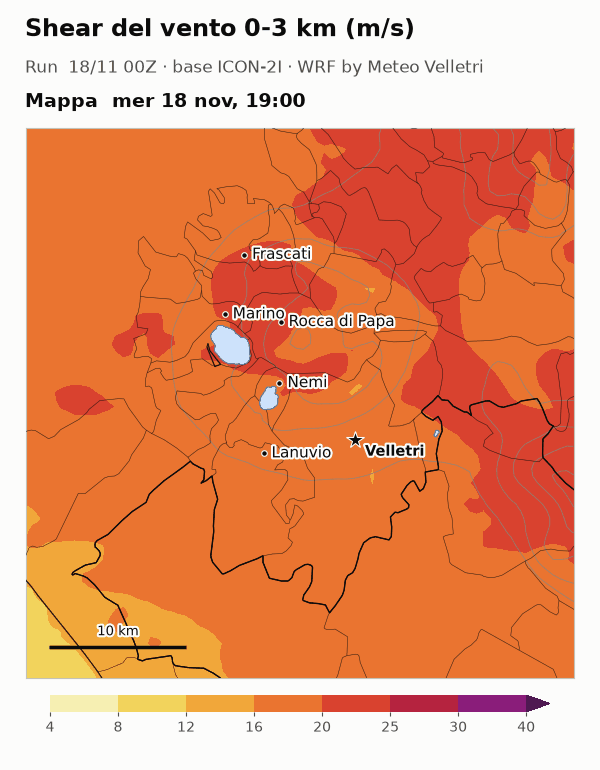 Shear del vento 0-3 km (m/s)
Run  18/11 00Z · base ICON-2I · WRF by Meteo Velletri
Mappa  mer 18 nov, 19:00
Frascati
Marino
Rocca di Papa
Nemi
Lanuvio
Velletri
10 km
4 8 12 16 20 25 30 40